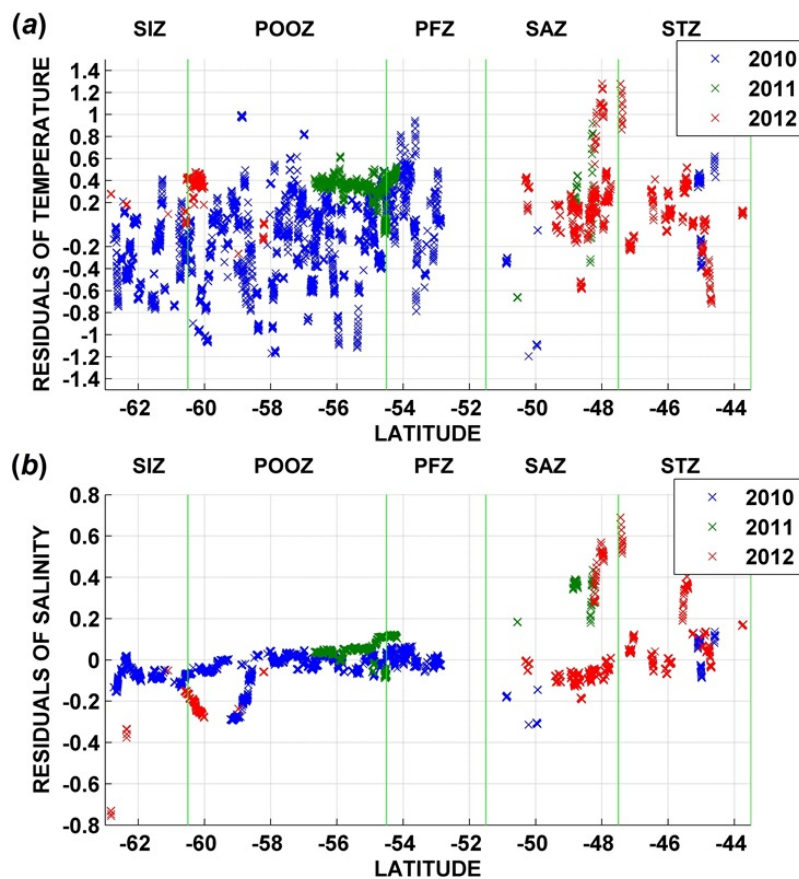 (a)
SIZ POOZ PFZ SAZ STZ
2010
2011
2012
RESIDUALS OF TEMPERATURE
1.4
1.2
1
0.8
0.6
0.4
0.2
-0.2
-0.4
-0.6
-0.8
-1
-1.2
-1.4
-62 -60 -58 -56 -54 -52 -50 -48 -46 -44
LATITUDE
(b)
SIZ POOZ PFZ SAZ STZ
2010
2011
2012
RESIDUALS OF SALINITY
0.8
0.6
0.4
0.2
0
-0.2
-0.4
-0.6
-0.8
-62 -60 -58 -56 -54 -52 -50 -48 -46 -44
LATITUDE